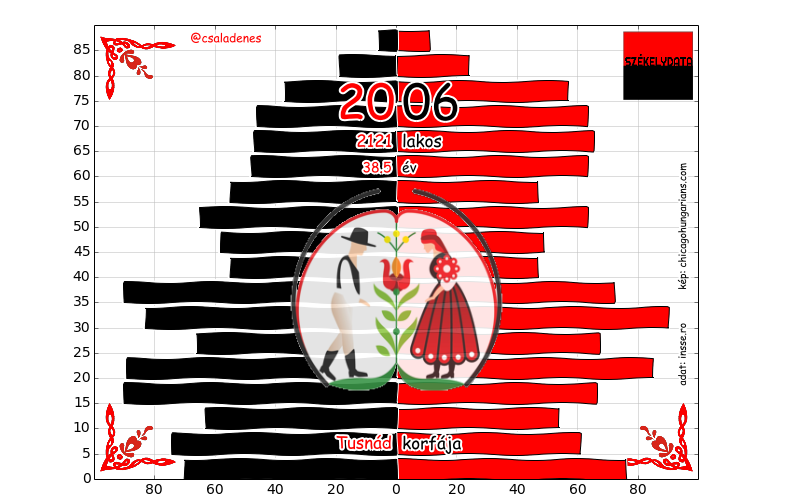 @csaladenes
SZÉKELYDATA
2006
2121 lakos
38.5 év
kép: chicagohungarians.com
adat: insse.ro
Tusnád korfája
85
80
75
70
65
60
55
50
45
40
35
30
25
20
15
10
5
0
80 60 40 20 0 20 40 60 80